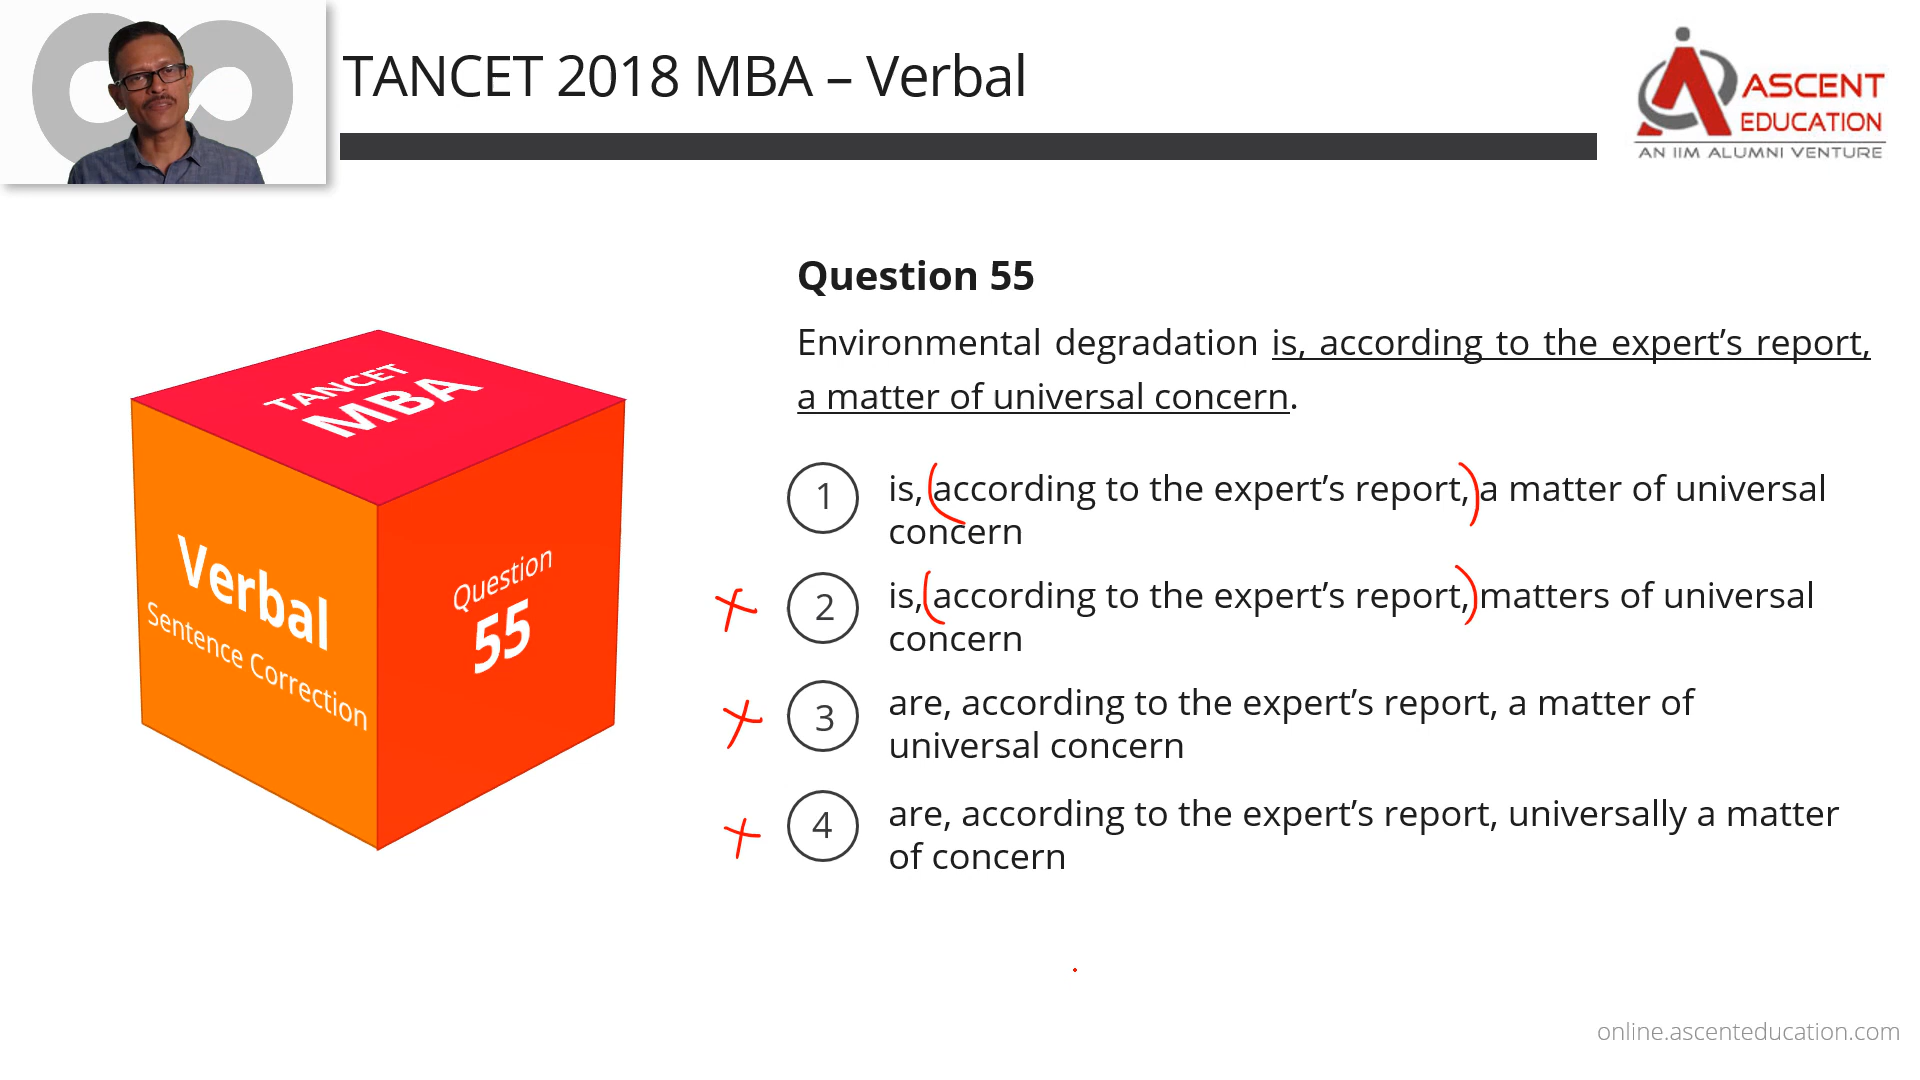 TANCET 2018 MBA – Verbal
ASCENT
EDUCATION
AN IIM ALUMNI VENTURE
TANCET
MBA
Verbal
Sentence Correction
Question
55
Question 55
Environmental degradation is, according to the expert’s report,
a matter of universal concern.
1 is, according to the expert’s report, a matter of universal
concern
2 is, according to the expert’s report, matters of universal
concern
3 are, according to the expert’s report, a matter of
universal concern
4 are, according to the expert’s report, universally a matter
of concern
online.ascenteducation.com